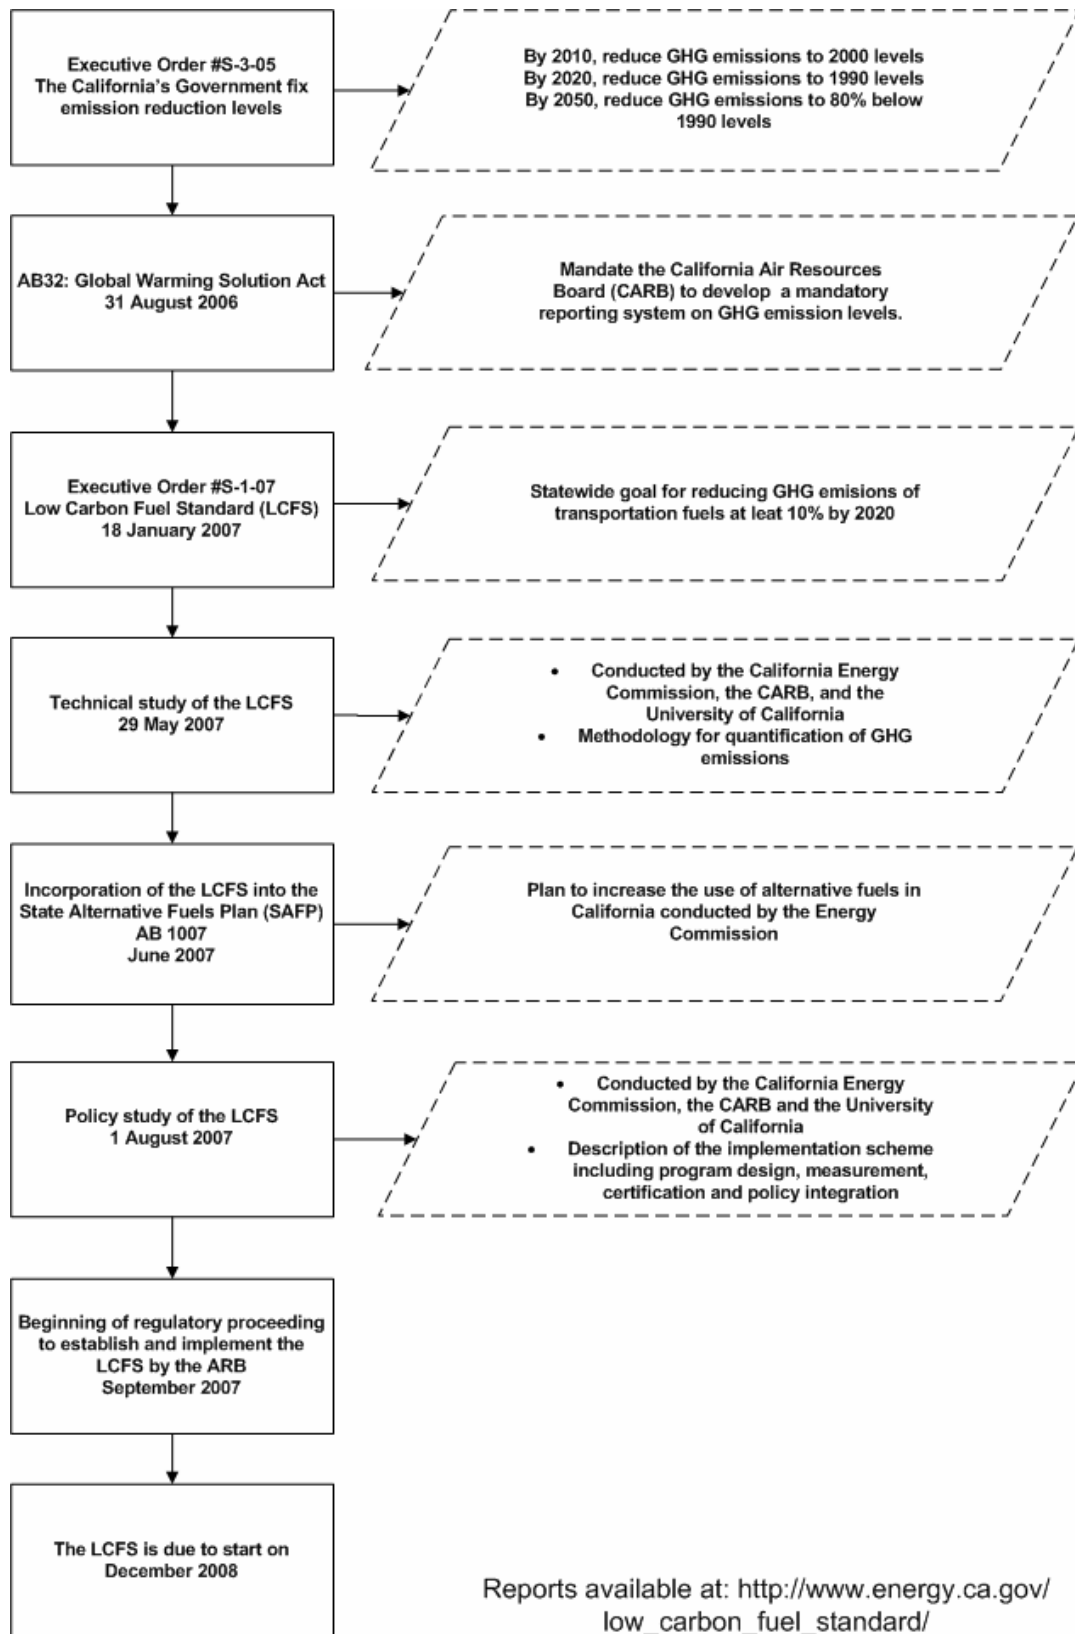 Executive Order #S-3-05
The California's Government fix
emission reduction levels
By 2010, reduce GHG emissions to 2000 levels
By 2020, reduce GHG emissions to 1990 levels
By 2050, reduce GHG emissions to 80% below
1990 levels
AB32: Global Warming Solution Act
31 August 2006
Mandate the California Air Resources
Board (CARB) to develop a mandatory
reporting system on GHG emission levels.
Executive Order #S-1-07
Low Carbon Fuel Standard (LCFS)
18 January 2007
Statewide goal for reducing GHG emisions of
transportation fuels at leat 10% by 2020
Technical study of the LCFS
29 May 2007
• Conducted by the California Energy
Commission, the CARB, and the
University of California
• Methodology for quantification of GHG
emissions
Incorporation of the LCFS into the
State Alternative Fuels Plan (SAFP)
AB 1007
June 2007
Plan to increase the use of alternative fuels in
California conducted by the Energy
Commission
Policy study of the LCFS
1 August 2007
• Conducted by the California Energy
Commission, the CARB and the University
of California
• Description of the implementation scheme
including program design, measurement,
certification and policy integration
Beginning of regulatory proceeding
to establish and implement the
LCFS by the ARB
September 2007
The LCFS is due to start on
December 2008
Reports available at: http://www.energy.ca.gov/
low_carbon_fuel_standard/